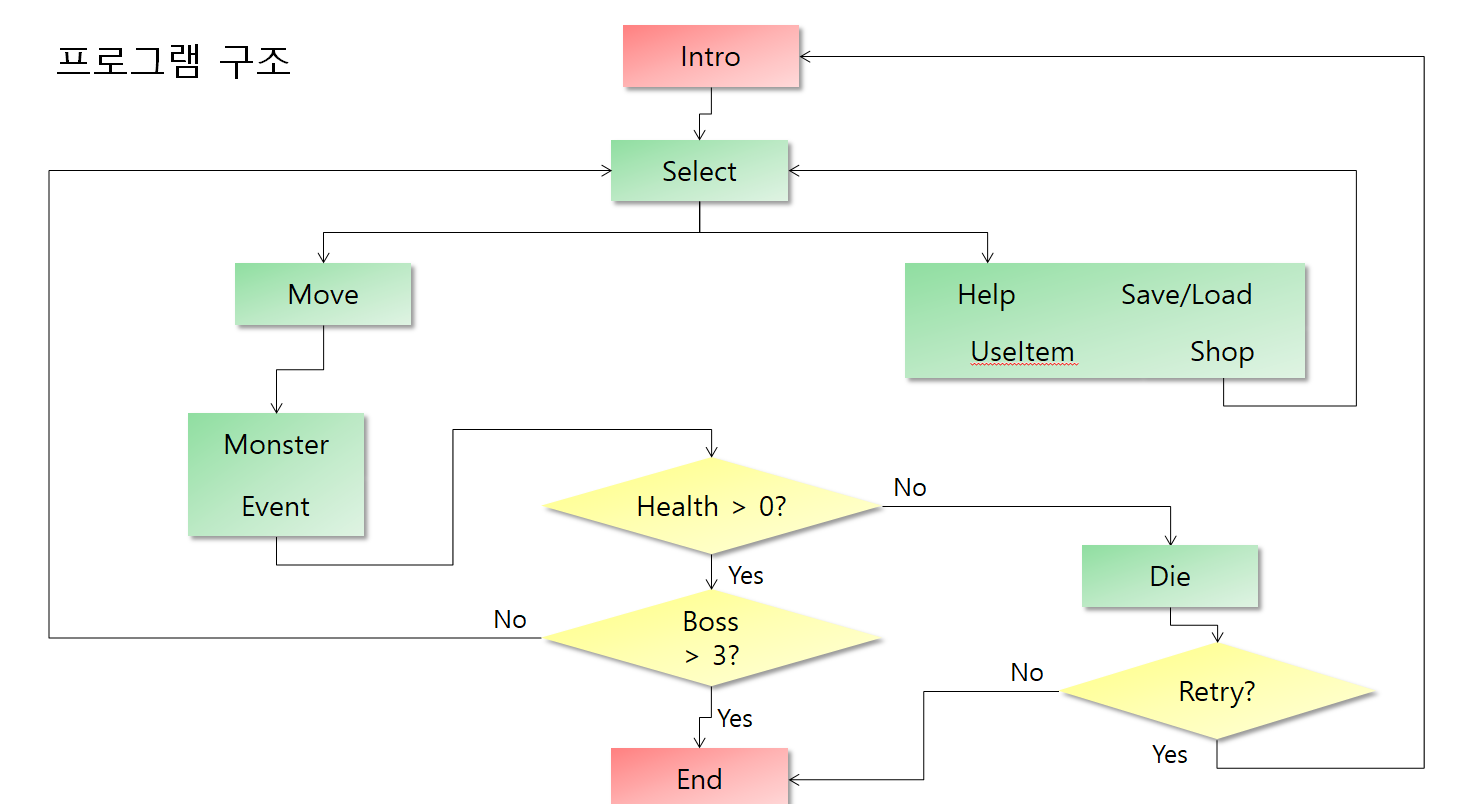 프로그램 구조
Intro
Select
Move
Help Save/Load
UseItem Shop
Monster
Event
Health > 0?
No
Yes
Die
Boss
> 3?
No
Yes
Retry?
No
Yes
End